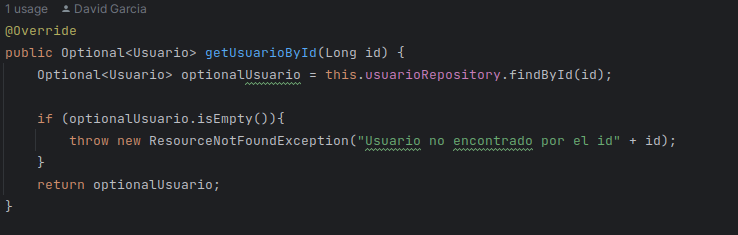 1 usage David Garcia
@Override
public Optional<Usuario> getUsuarioById(Long id) {
Optional<Usuario> optionalUsuario = this.usuarioRepository.findById(id);
if (optionalUsuario.isEmpty()){
throw new ResourceNotFoundException("Usuario no encontrado por el id" + id);
}
return optionalUsuario;
}